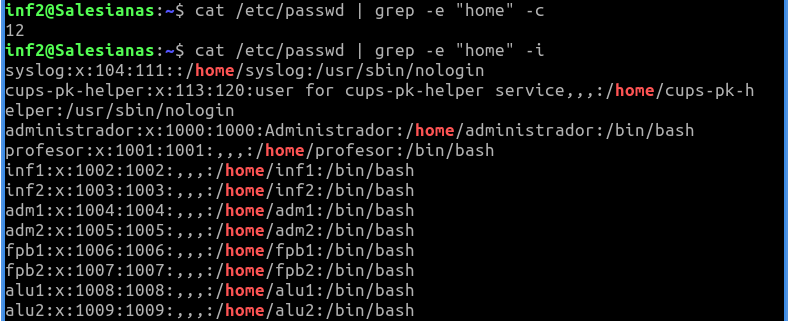 inf2@Salesianas:~$ cat /etc/passwd | grep -e "home" -c
12
inf2@Salesianas:~$ cat /etc/passwd | grep -e "home" -i
syslog:x:104:111::/home/syslog:/usr/sbin/nologin
cups-pk-helper:x:113:120:user for cups-pk-helper service,,,:/home/cups-pk-h
elper:/usr/sbin/nologin
administrador:x:1000:1000:Administrador:/home/administrador:/bin/bash
profesor:x:1001:1001:,,,:/home/profesor:/bin/bash
inf1:x:1002:1002:,,,:/home/inf1:/bin/bash
inf2:x:1003:1003:,,,:/home/inf2:/bin/bash
adm1:x:1004:1004:,,,:/home/adm1:/bin/bash
adm2:x:1005:1005:,,,:/home/adm2:/bin/bash
fpb1:x:1006:1006:,,,:/home/fpb1:/bin/bash
fpb2:x:1007:1007:,,,:/home/fpb2:/bin/bash
alu1:x:1008:1008:,,,:/home/alu1:/bin/bash
alu2:x:1009:1009:,,,:/home/alu2:/bin/bash